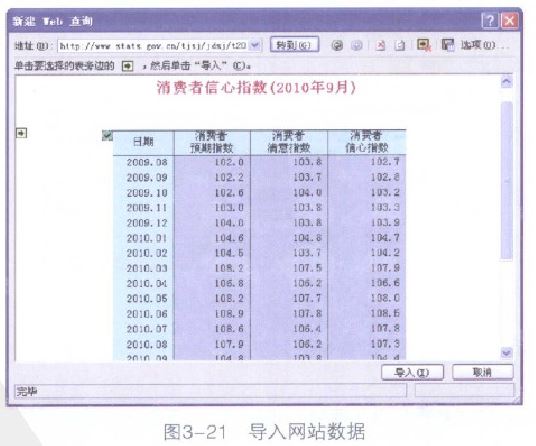 新建 Web 查询
地址(D): http://www.stats.gov.cn/tjsj/jdsj/t20 转到(G) 选项(O)...
单击要选择的表旁边的 ，然后单击“导入”(C)。
消费者信心指数(2010年9月)
日期 消费者预期指数 消费者满意指数 消费者信心指数
2009.08 102.0 103.8 102.7
2009.09 102.2 103.7 102.8
2009.10 102.6 104.0 103.2
2009.11 103.0 103.8 103.3
2009.12 104.0 103.8 103.9
2010.01 104.6 104.8 104.7
2010.02 104.5 103.7 104.2
2010.03 108.2 107.5 107.9
2010.04 106.8 106.2 106.6
2010.05 108.2 107.7 108.0
2010.06 108.9 107.8 108.5
2010.07 108.6 106.4 107.8
2010.08 107.9 106.2 107.3
2010.09 104.8 103.8 104.4
导入(I) 取消
完毕
图3-21 导入网站数据